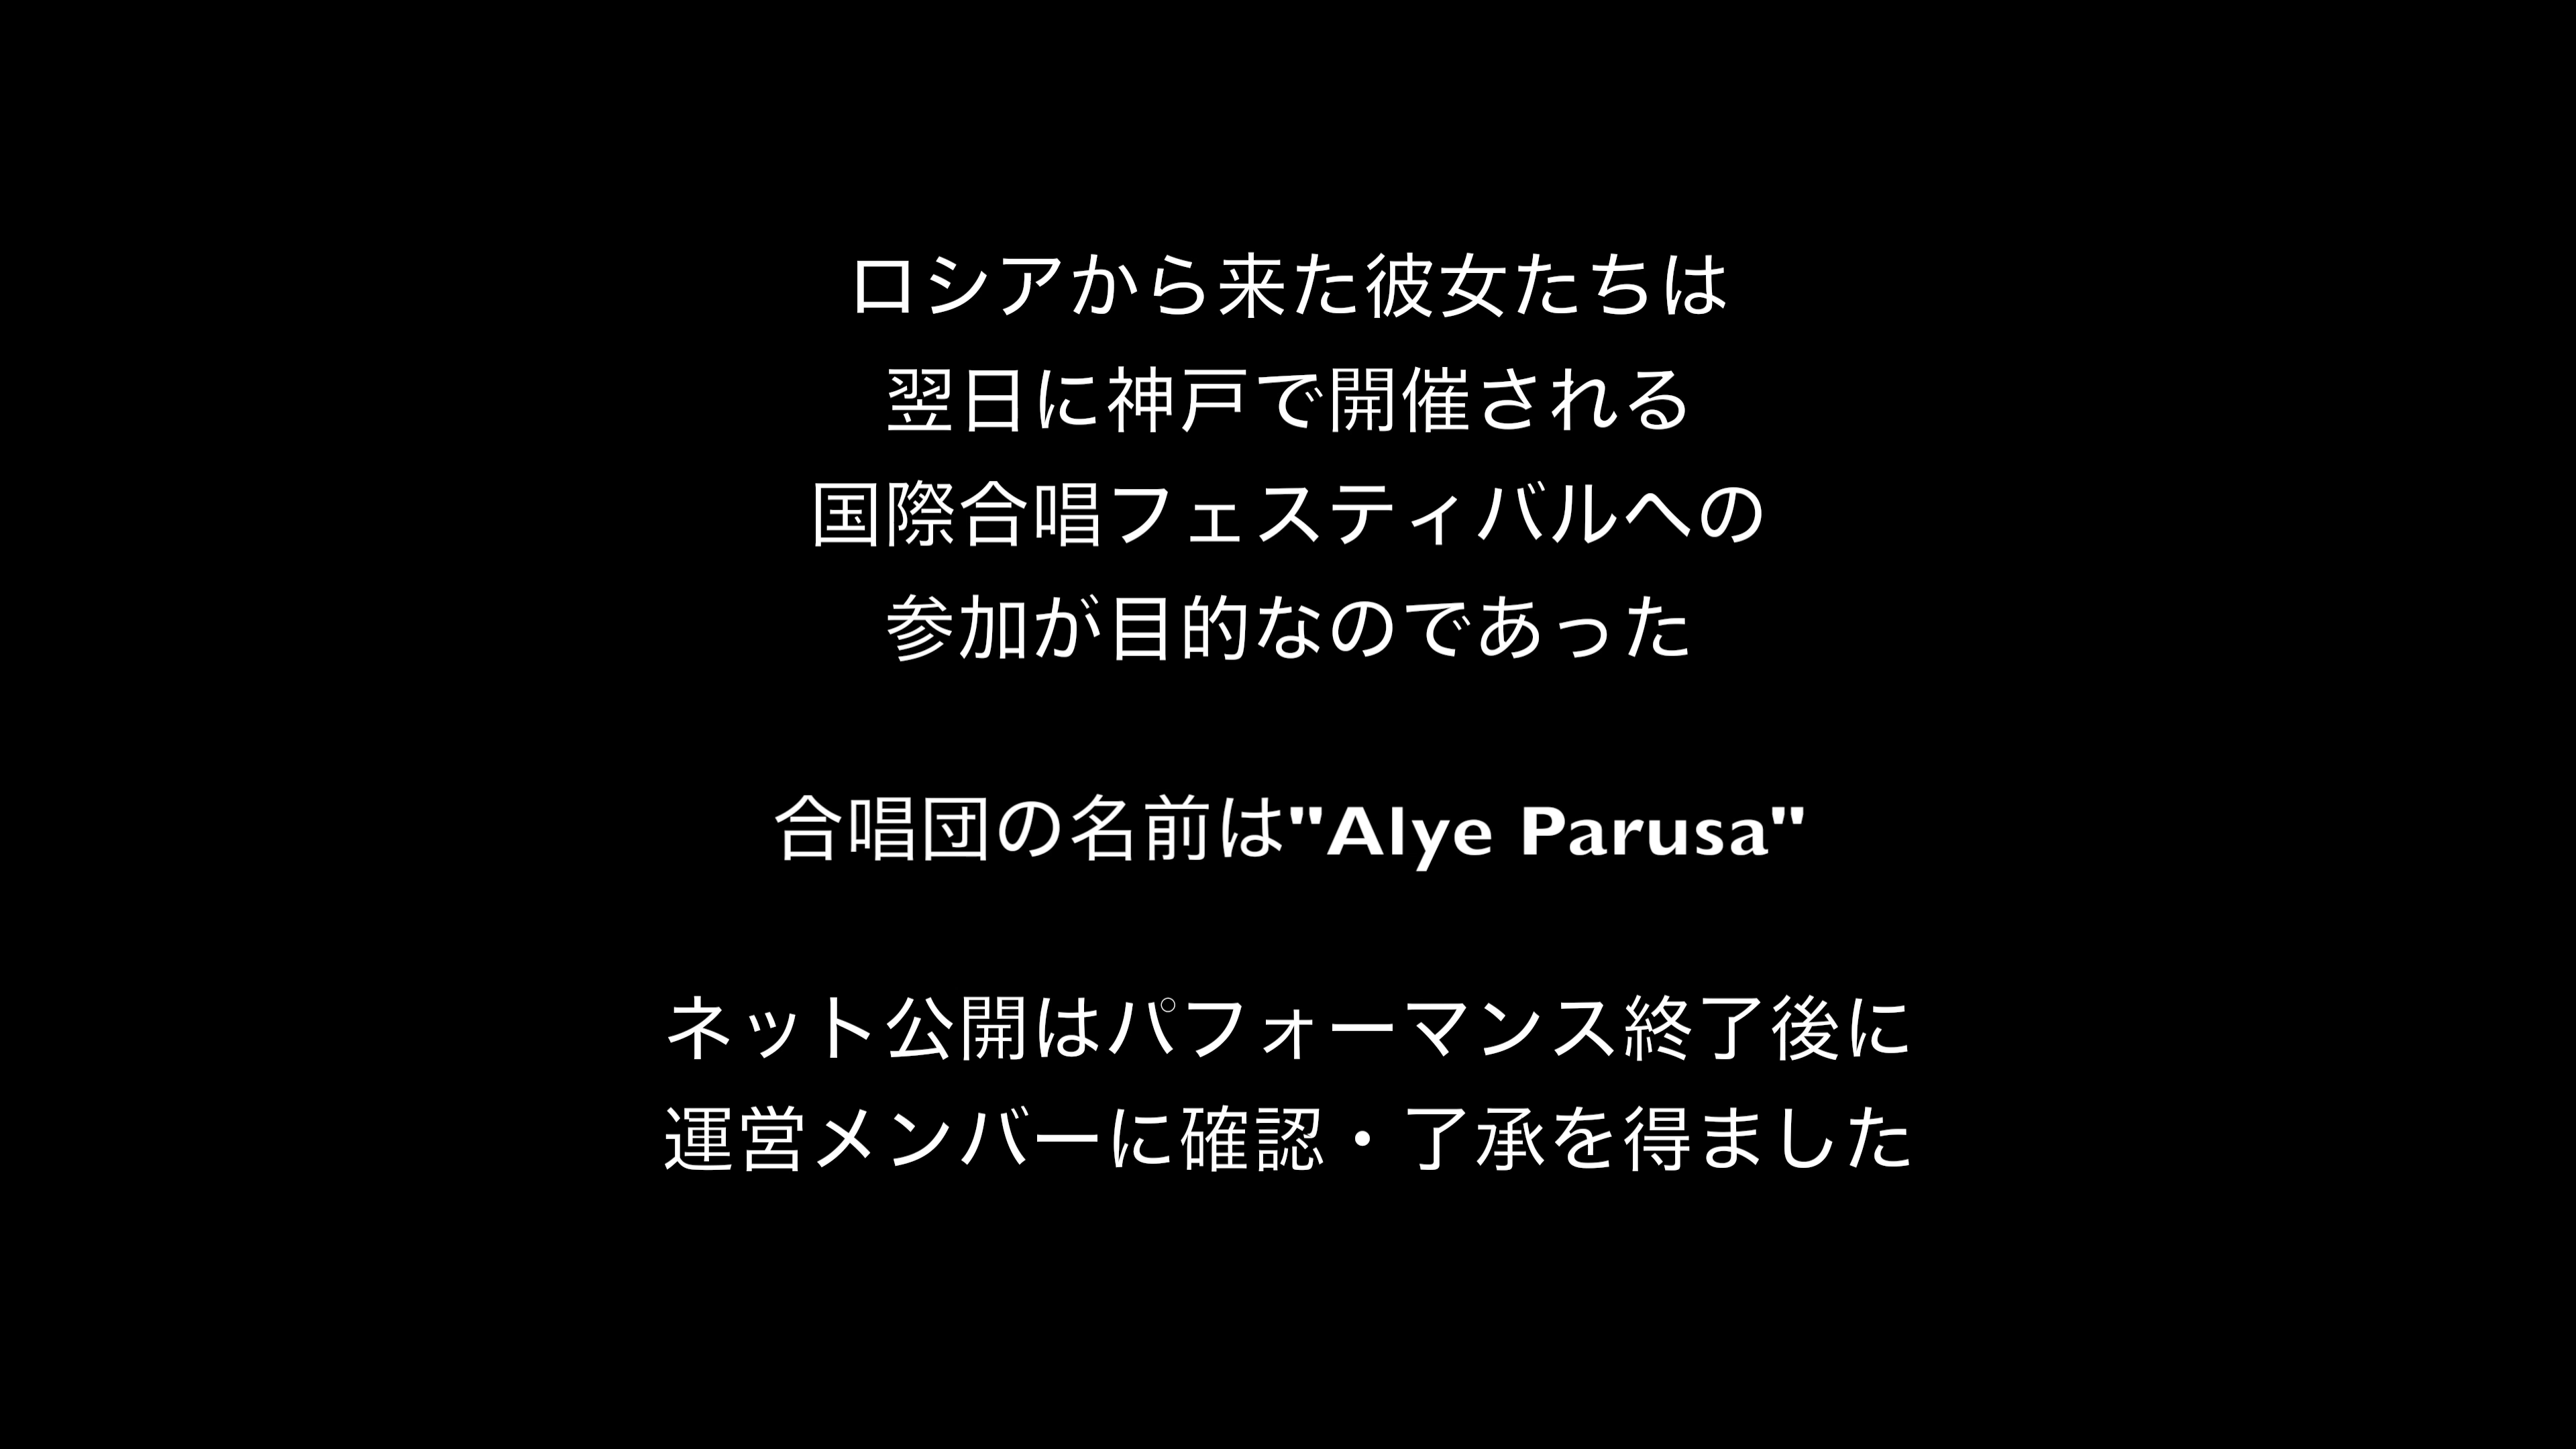 ロシアから来た彼女たちは
翌日に神戸で開催される
国際合唱フェスティバルへの
参加が目的なのであった
合唱団の名前は"Alye Parusa"
ネット公開はパフォーマンス終了後に
運営メンバーに確認・了承を得ました